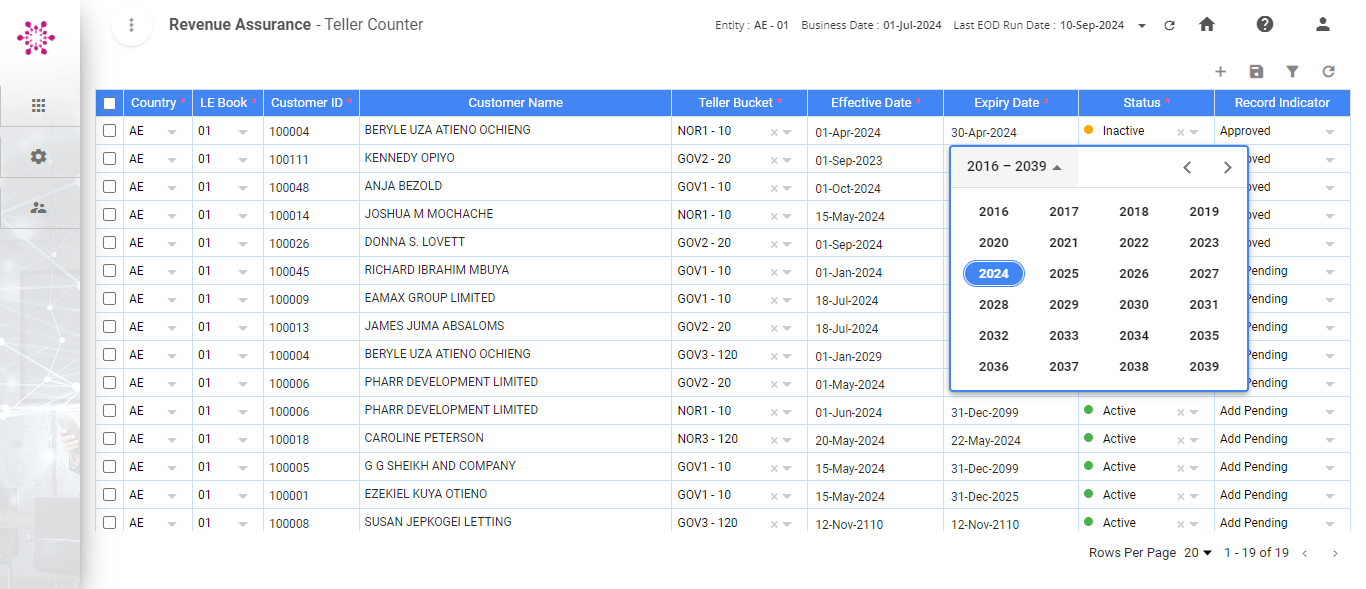 Revenue Assurance - Teller Counter
Entity : AE - 01 Business Date : 01-Jul-2024 Last EOD Run Date : 10-Sep-2024
Country * LE Book * Customer ID * Customer Name Teller Bucket * Effective Date * Expiry Date * Status * Record Indicator
AE 01 100004 BERYLE UZA ATIENO OCHIENG NOR1 - 10 01-Apr-2024 30-Apr-2024 Inactive Approved
AE 01 100111 KENNEDY OPIYO GOV2 - 20 01-Sep-2023
AE 01 100048 ANJA BEZOLD GOV1 - 10 01-Oct-2024
AE 01 100014 JOSHUA M MOCHACHE NOR1 - 10 15-May-2024
AE 01 100026 DONNA S. LOVETT GOV2 - 20 01-Sep-2024
AE 01 100045 RICHARD IBRAHIM MBUYA GOV1 - 10 01-Jan-2024 Pending
AE 01 100009 EAMAX GROUP LIMITED GOV1 - 10 18-Jul-2024 Pending
AE 01 100013 JAMES JUMA ABSALOMS GOV2 - 20 18-Jul-2024 Pending
AE 01 100004 BERYLE UZA ATIENO OCHIENG GOV3 - 120 01-Jan-2029 Pending
AE 01 100006 PHARR DEVELOPMENT LIMITED GOV2 - 20 01-May-2024 Pending
AE 01 100006 PHARR DEVELOPMENT LIMITED NOR1 - 10 01-Jun-2024 31-Dec-2099 Active Add Pending
AE 01 100018 CAROLINE PETERSON NOR3 - 120 20-May-2024 22-May-2024 Active Add Pending
AE 01 100005 G G SHEIKH AND COMPANY GOV1 - 10 15-May-2024 31-Dec-2099 Active Add Pending
AE 01 100001 EZEKIEL KUYA OTIENO GOV1 - 10 15-May-2024 31-Dec-2025 Active Add Pending
AE 01 100008 SUSAN JEPKOGEI LETTING GOV3 - 120 12-Nov-2110 12-Nov-2110 Active Add Pending
2016 – 2039
2016 2017 2018 2019
2020 2021 2022 2023
2024 2025 2026 2027
2028 2029 2030 2031
2032 2033 2034 2035
2036 2037 2038 2039
Rows Per Page 20 1 - 19 of 19